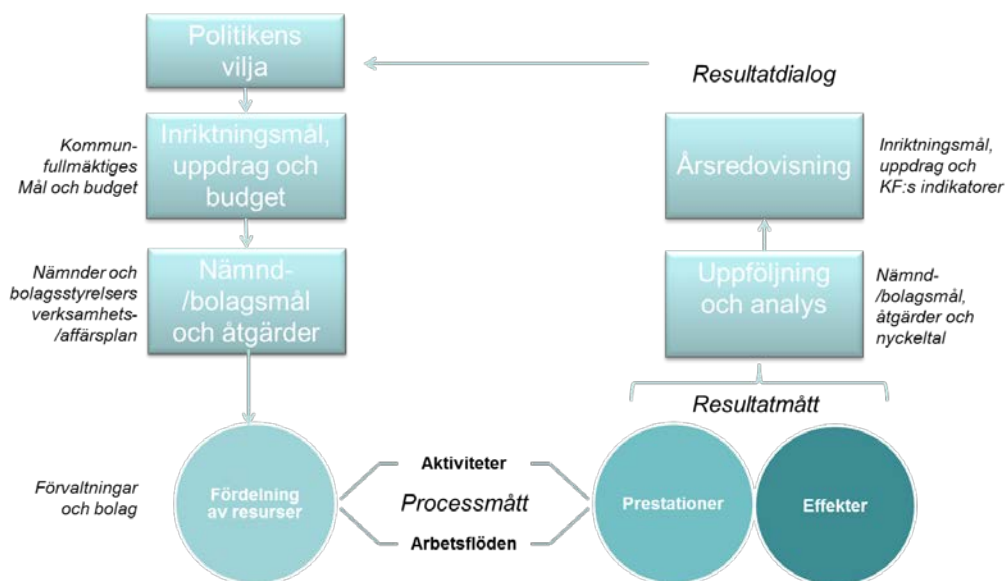 Politikens
vilja
Resultatdialog
Kommun-
fullmäktiges
Mål och budget
Inriktningsmål,
uppdrag och
budget
Årsredovisning
Inriktningsmål,
uppdrag och
KF:s indikatorer
Nämnder och
bolagsstyrelsers
verksamhets-
/affärsplan
Nämnd-
/bolagsmål
och åtgärder
Uppföljning
och analys
Nämnd-
/bolagsmål,
åtgärder och
nyckeltal
Resultatmått
Förvaltningar
och bolag
Fördelning
av resurser
Aktiviteter
Processmått
Arbetsflöden
Prestationer
Effekter